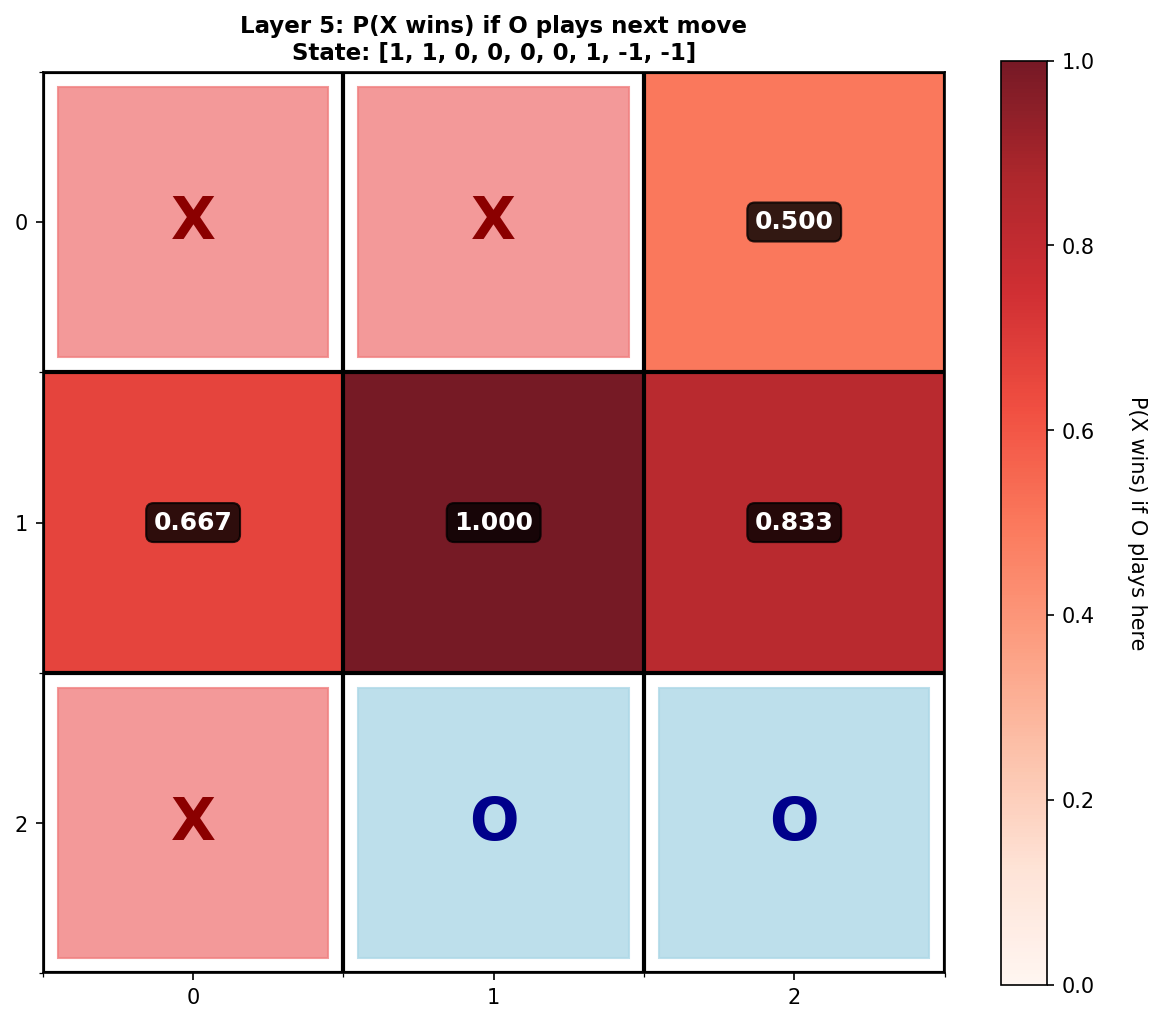 Layer 5: P(X wins) if O plays next move
State: [1, 1, 0, 0, 0, 0, 1, -1, -1]
0
X
X
0.500
1
0.667
1.000
0.833
2
X
O
O
0
1
2
1.0
0.8
0.6
0.4
0.2
0.0
P(X wins) if O plays here